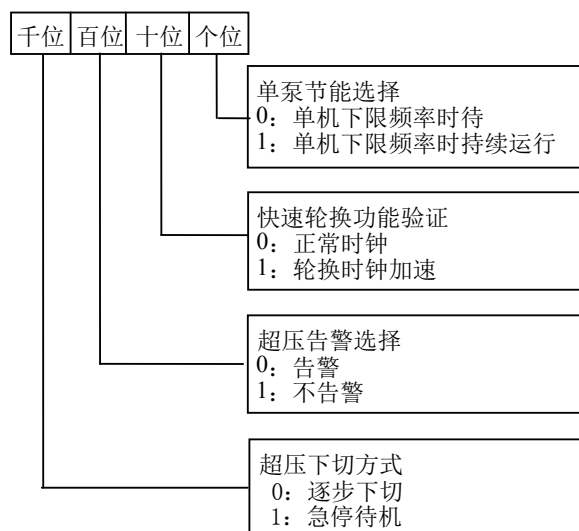 千位 百位 十位 个位
单泵节能选择
0：单机下限频率时待
1：单机下限频率时持续运行
快速轮换功能验证
0：正常时钟
1：轮换时钟加速
超压告警选择
0：告警
1：不告警
超压下切方式
0：逐步下切
1：急停待机